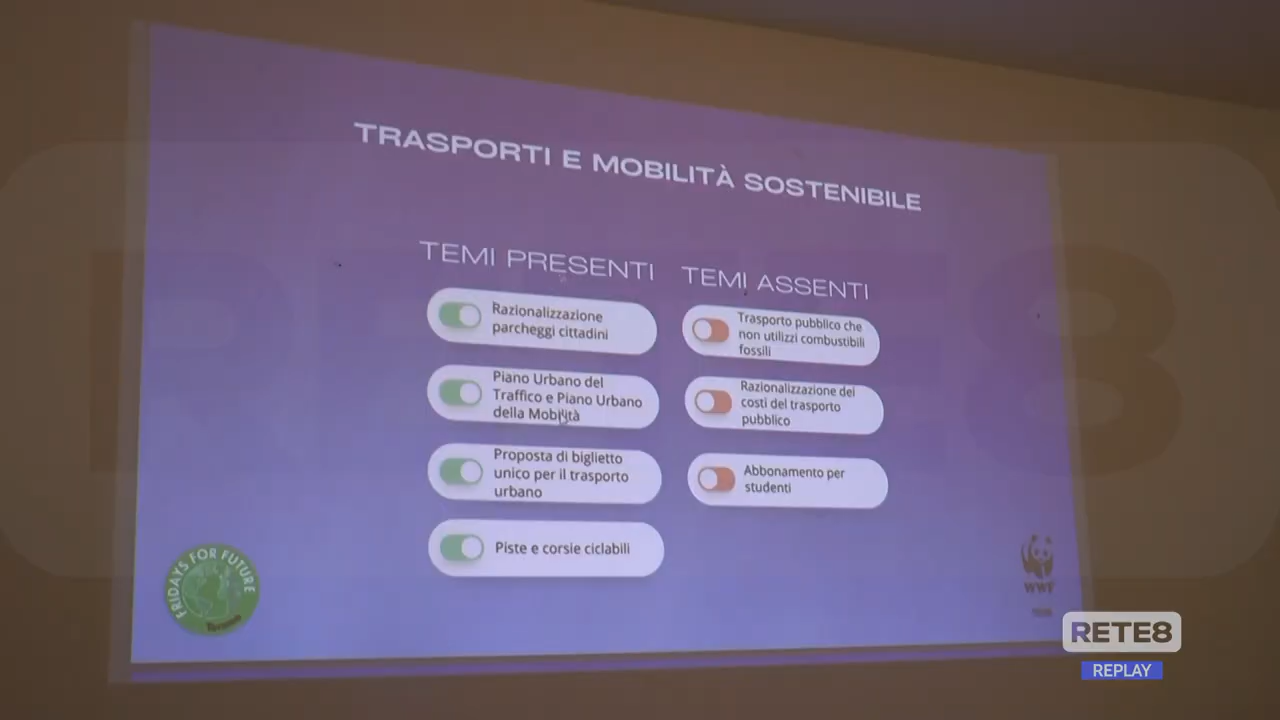 TRASPORTI E MOBILITÀ SOSTENIBILE
TEMI PRESENTI
Razionalizzazione
parcheggi cittadini
Piano Urbano del
Traffico e Piano Urbano
della Mobilità
Proposta di biglietto
unico per il trasporto
urbano
Piste e corsie ciclabili
TEMI ASSENTI
Trasporto pubblico che
non utilizzi combustibili
fossili
Razionalizzazione dei
costi del trasporto
pubblico
Abbonamento per
studenti
FRIDAYS FOR FUTURE
Teramo
WWF
RETE8
REPLAY
RETE8